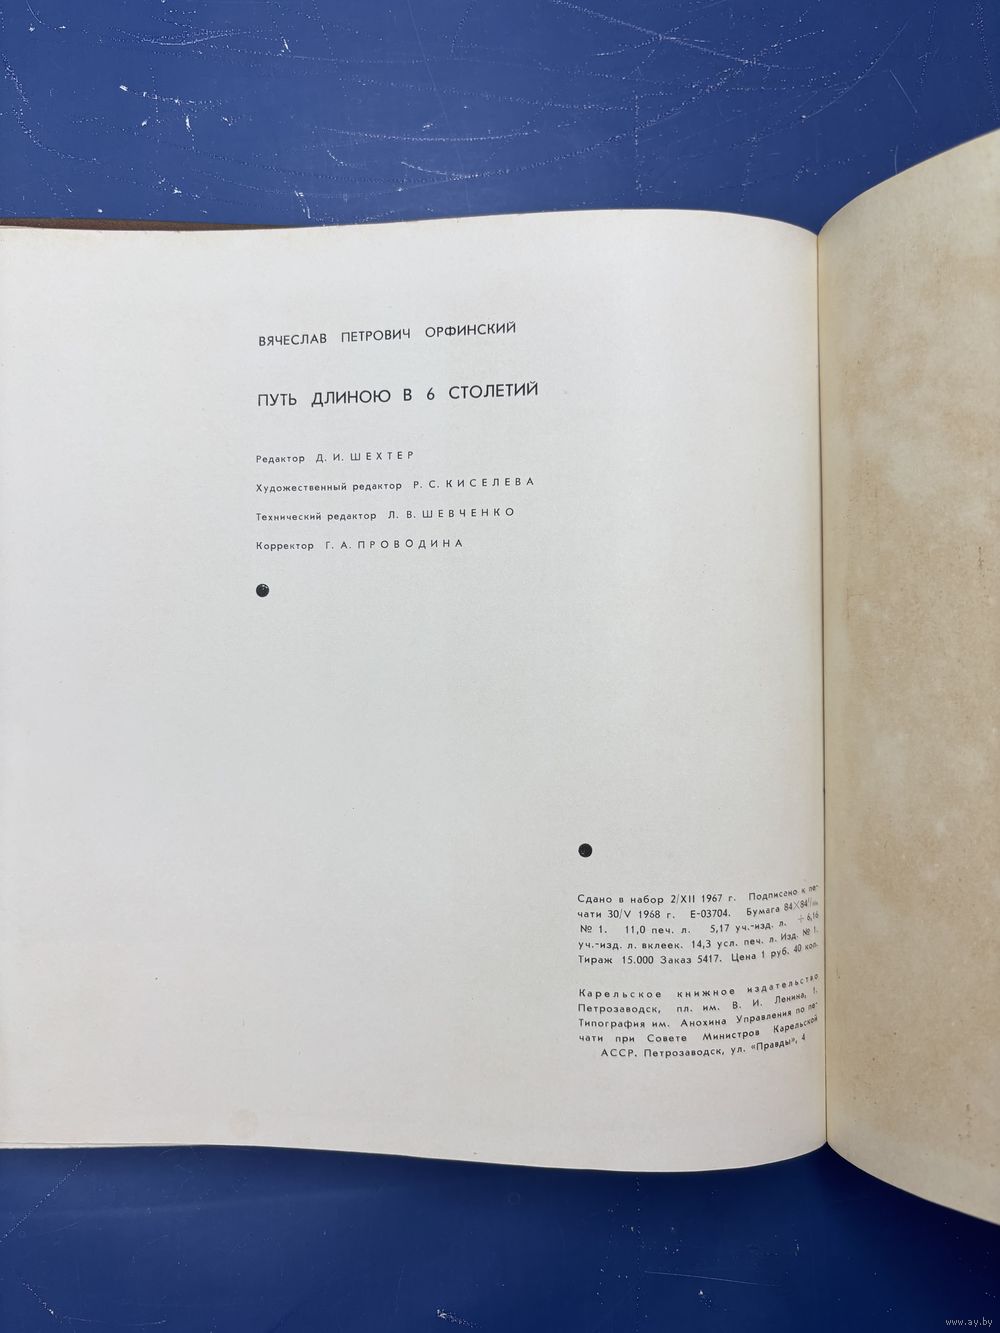 ВЯЧЕСЛАВ ПЕТРОВИЧ ОРФИНСКИЙ
ПУТЬ ДЛИНОЮ В 6 СТОЛЕТИЙ
Редактор Д. И. ШЕХТЕР
Художественный редактор Р. С. КИСЕЛЕВА
Технический редактор Л. В. ШЕВЧЕНКО
Корректор Г. А. ПРОВОДИНА
Сдано в набор 2/XII 1967 г. Подписано к пе-
чати 30/V 1968 г. Е-03704. Бумага 84×84
№ 1. 11,0 печ. л. 5,17 уч.-изд. л. + 6,16
уч.-изд. л. вклеек. 14,3 усл. печ. л. Изд. № 1.
Тираж 15.000 Заказ 5417. Цена 1 руб. 40 коп.
Карельское книжное издательство
Петрозаводск, пл. им. В. И. Ленина, 1.
Типография им. Анохина Управления по пе-
чати при Совете Министров Карельской
АССР. Петрозаводск, ул. «Правды», 4
www.ay.by